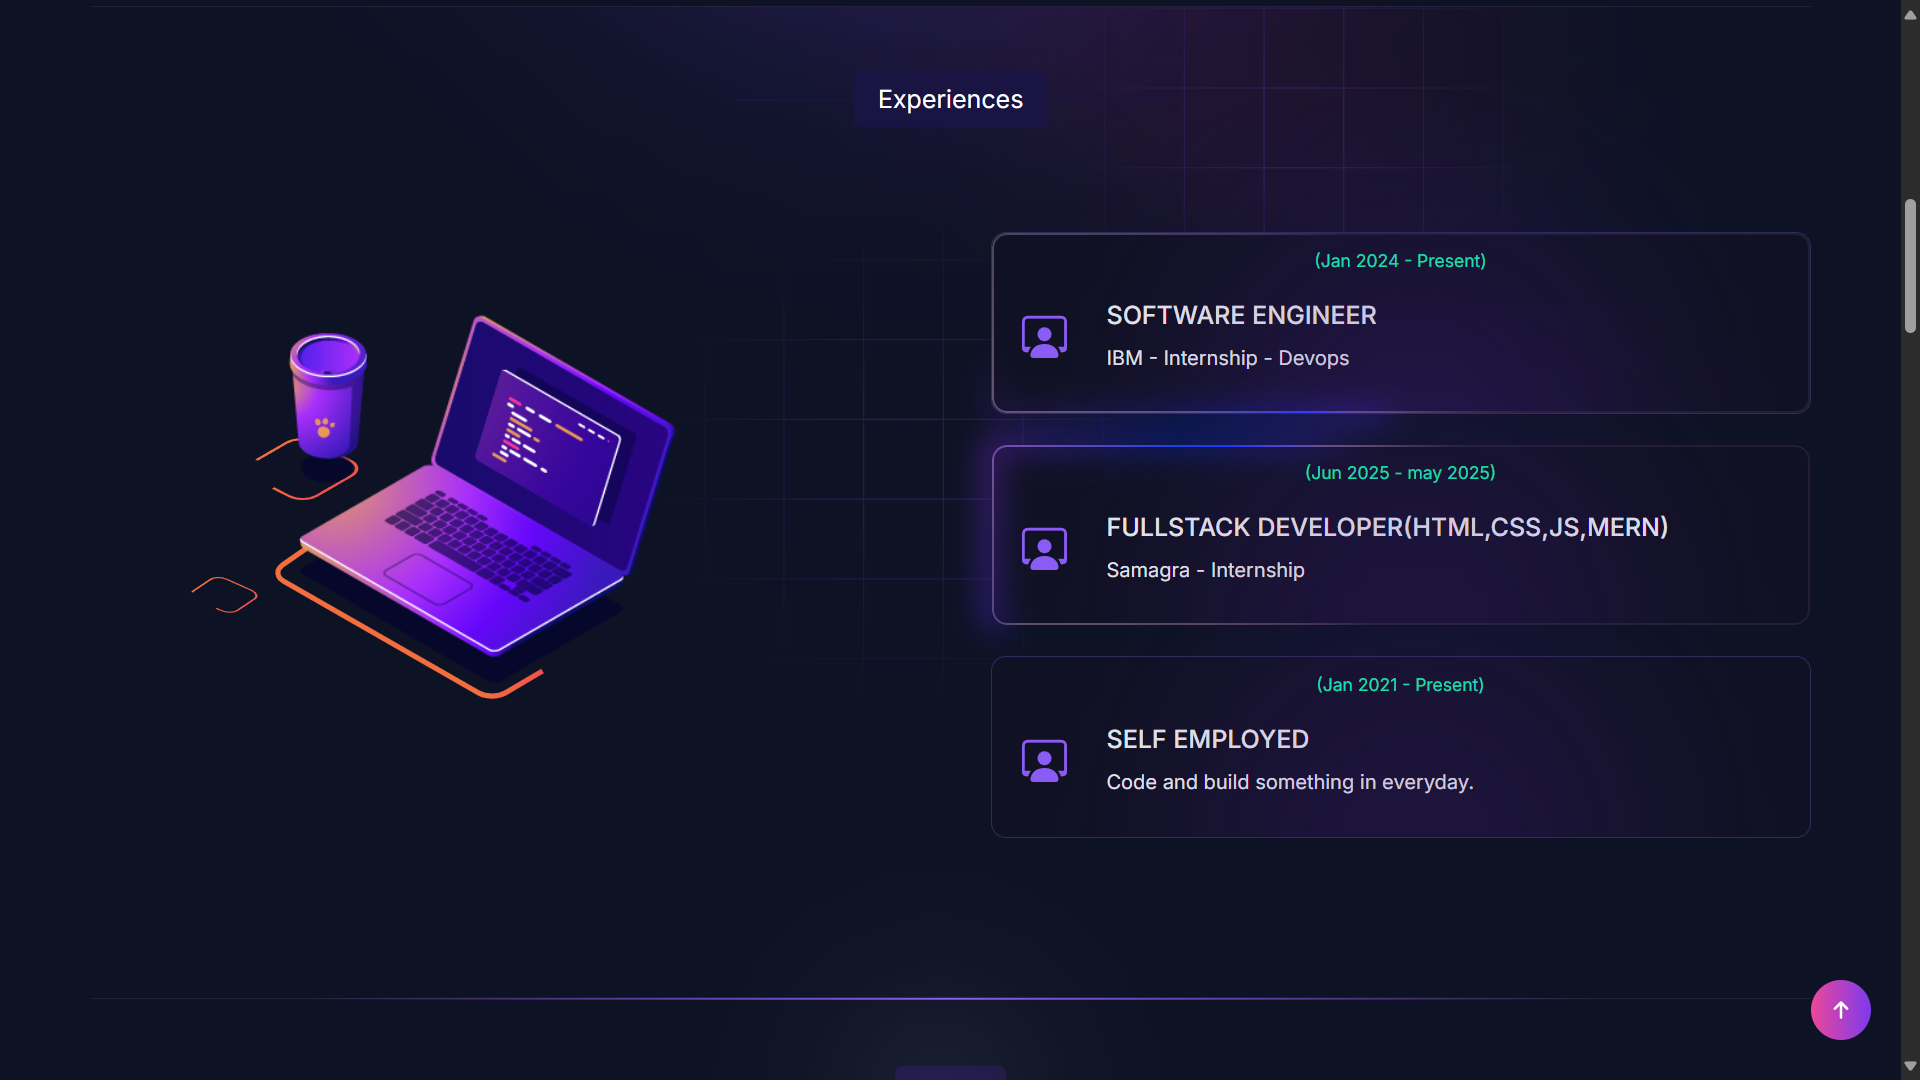 Experiences
(Jan 2024 - Present)
SOFTWARE ENGINEER
IBM - Internship - Devops
(Jun 2025 - may 2025)
FULLSTACK DEVELOPER(HTML,CSS,JS,MERN)
Samagra - Internship
(Jan 2021 - Present)
SELF EMPLOYED
Code and build something in everyday.